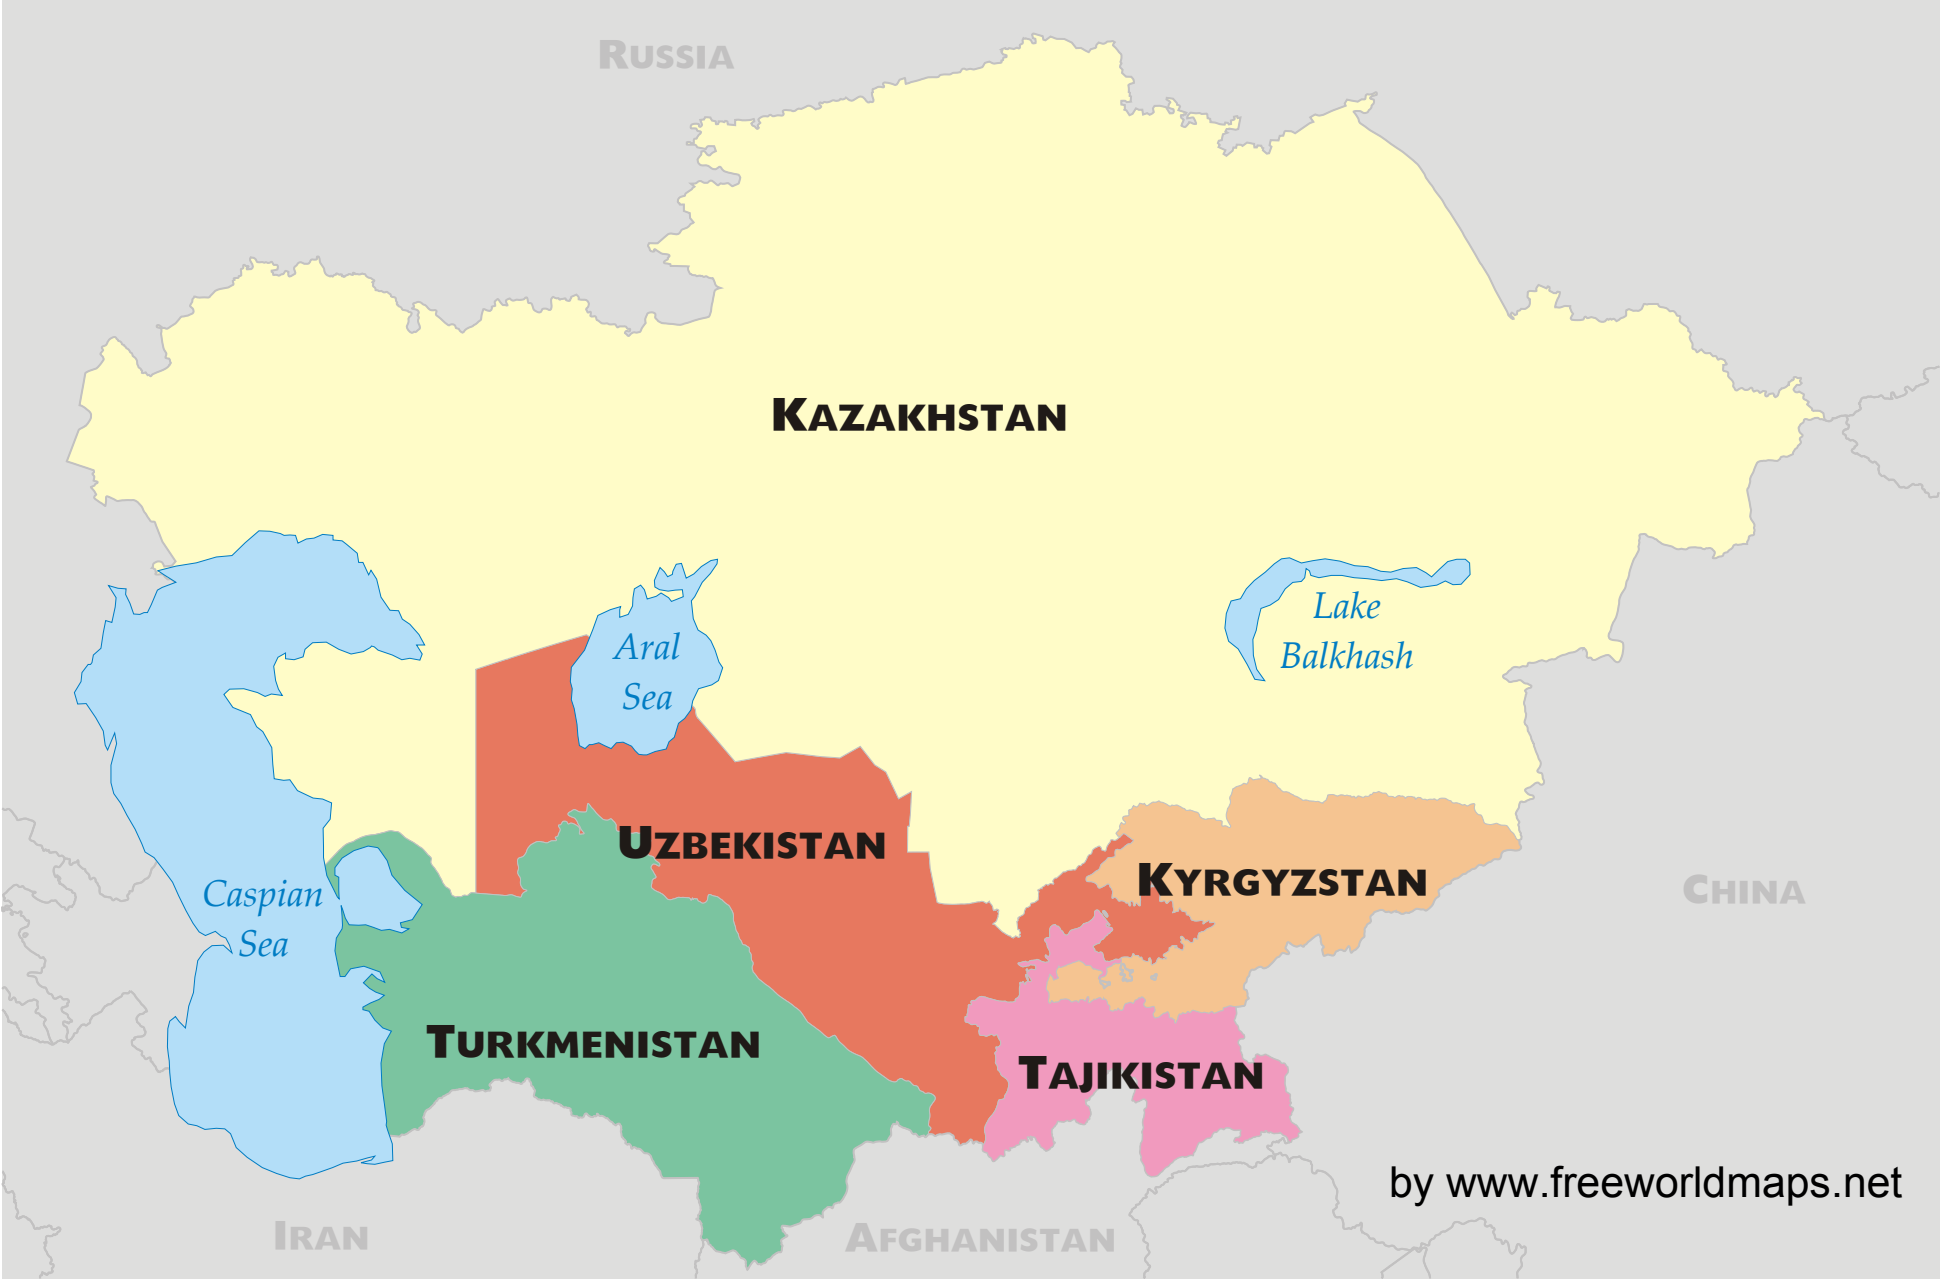 RUSSIA
KAZAKHSTAN
Lake
Balkhash
Aral
Sea
UZBEKISTAN
KYRGYZSTAN
CHINA
Caspian
Sea
TURKMENISTAN
TAJIKISTAN
by www.freeworldmaps.net
IRAN
AFGHANISTAN